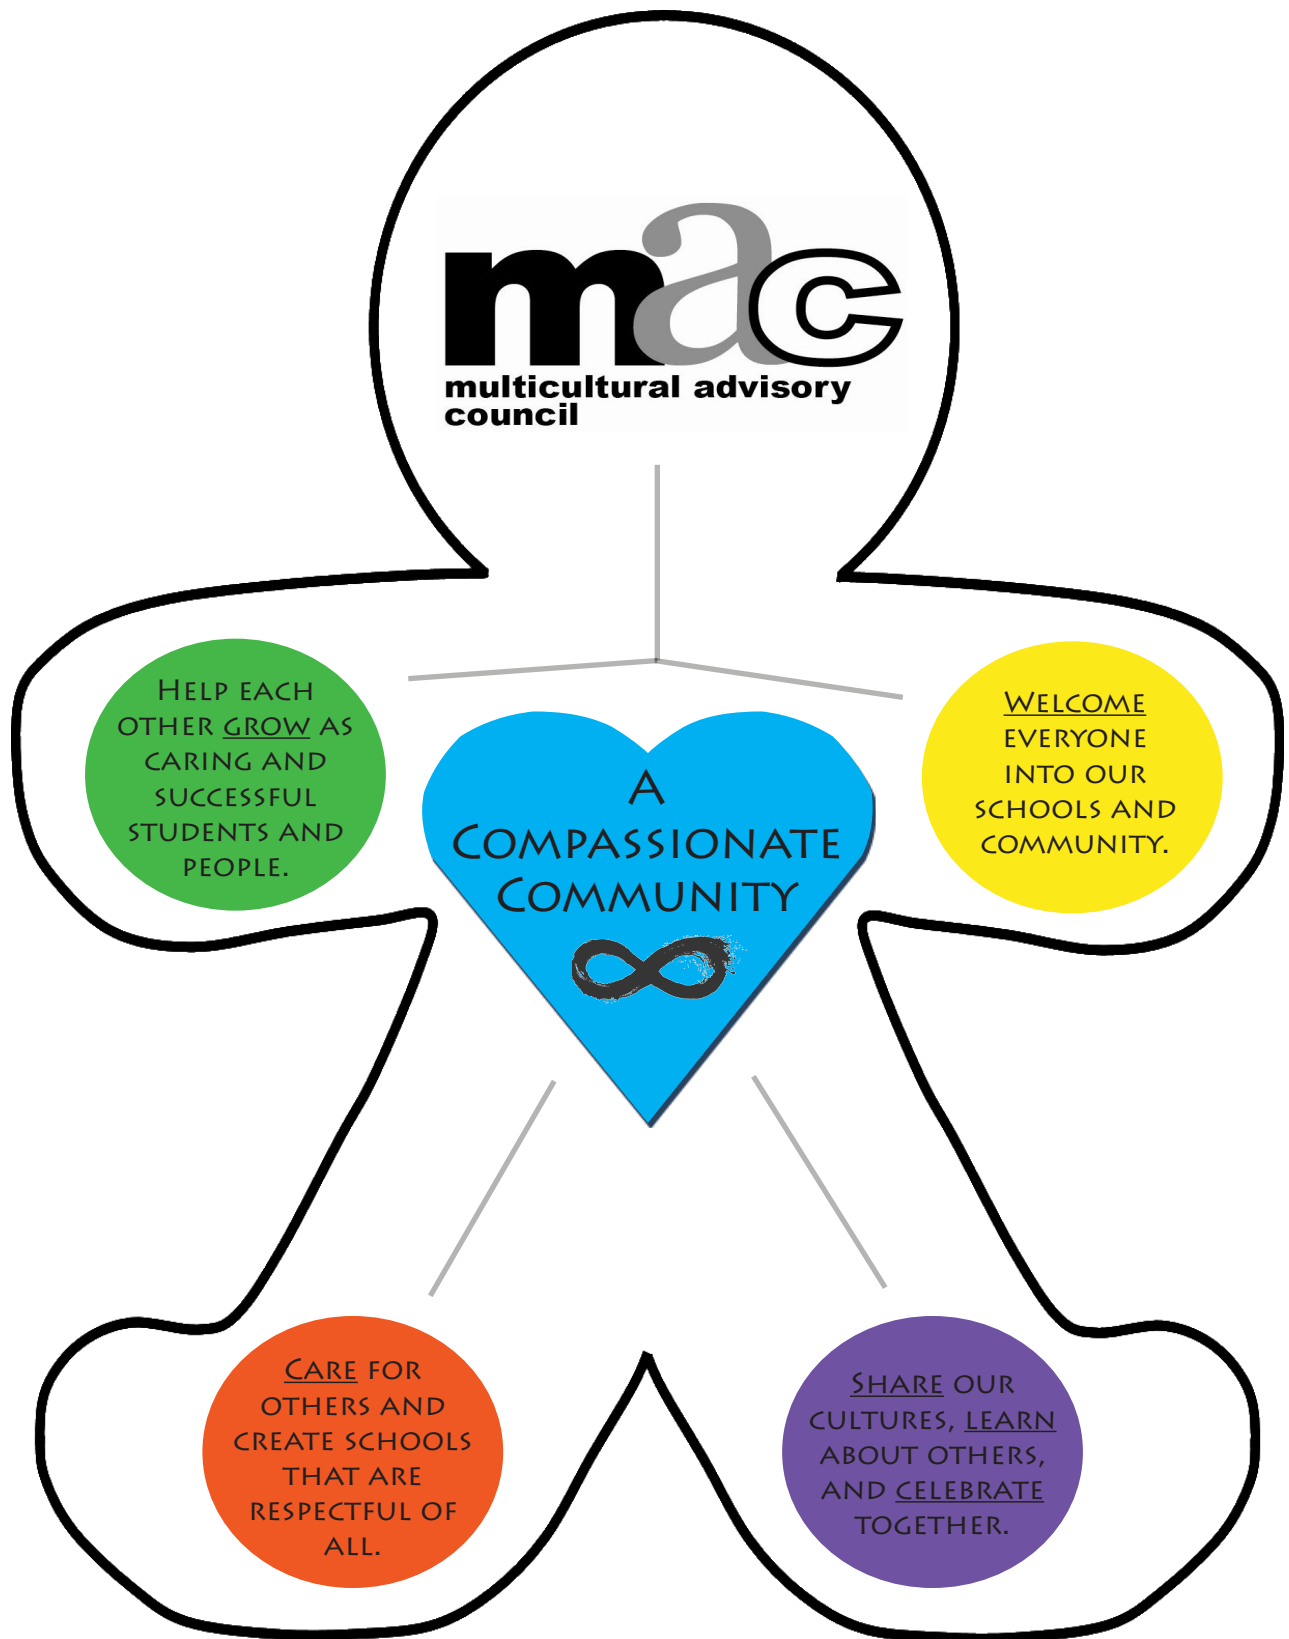 mac
multicultural advisory
council
Help each
other grow as
caring and
successful
students and
people.
Welcome
everyone
into our
schools and
community.
A
Compassionate
Community
Care for
others and
create schools
that are
respectful of
all.
Share our
cultures, learn
about others,
and celebrate
together.